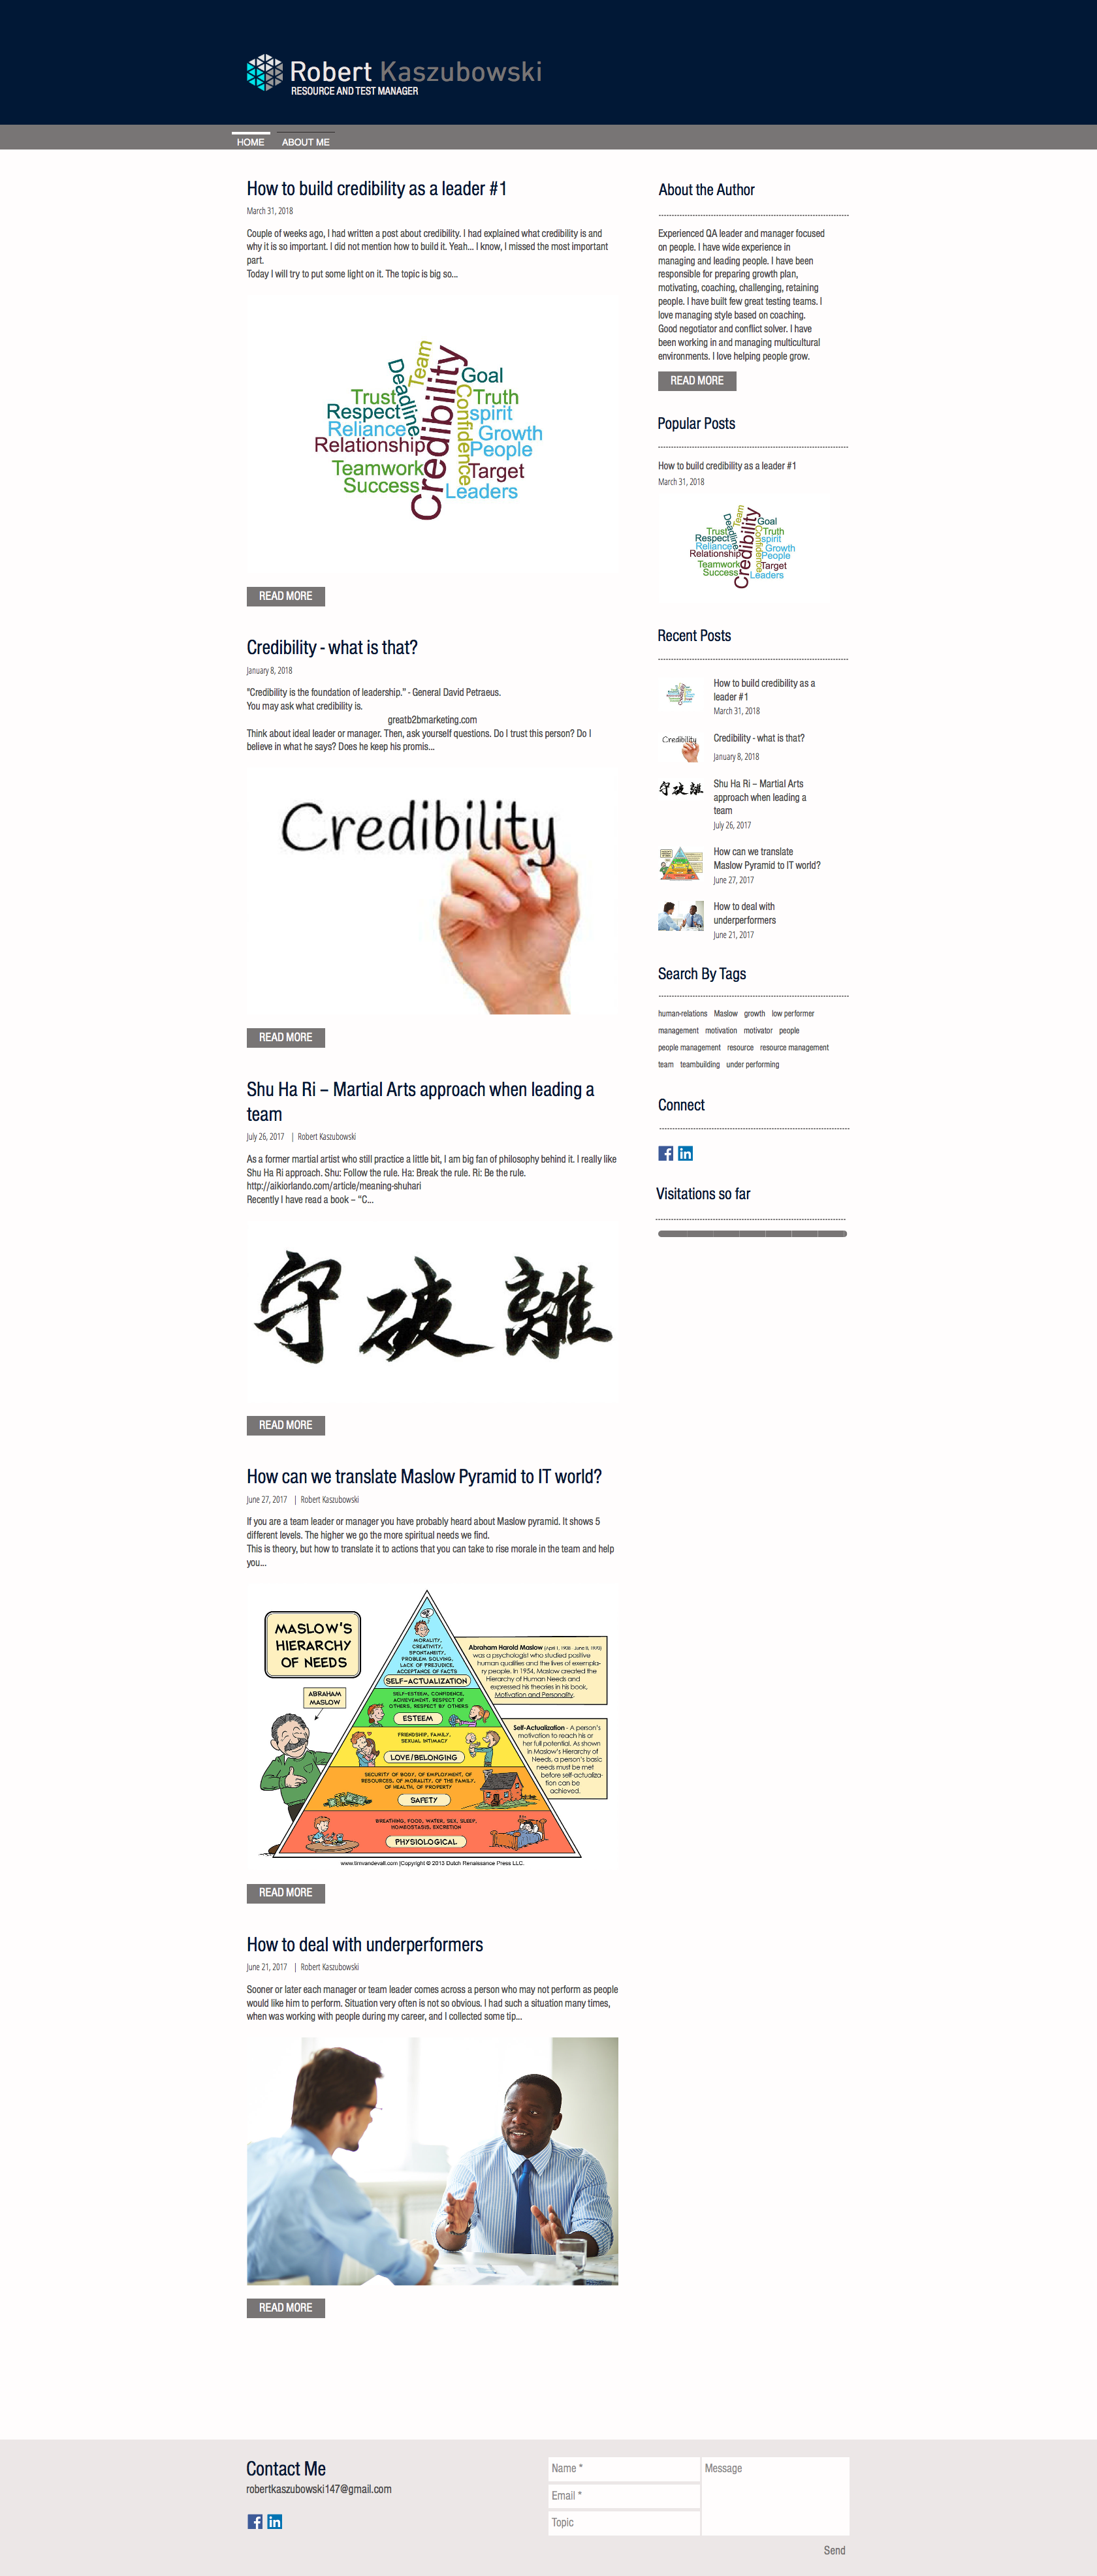 Robert Kaszubowski
RESOURCE AND TEST MANAGER
HOME
ABOUT ME
How to build credibility as a leader #1
March 31, 2018
Couple of weeks ago, I had written a post about credibility. I had explained what credibility is and
why it is so important. I did not mention how to build it. Yeah... I know, I missed the most important
part.
Today I will try to put some light on it. The topic is big so...
Team
Deadline
Goal
Trust
Truth
Respect
Credibility
Confidence
spirit
Reliance
Growth
Relationship
People
Teamwork
Target
Success
Leaders
READ MORE
Credibility - what is that?
January 8, 2018
"Credibility is the foundation of leadership." - General David Petraeus.
You may ask what credibility is.
greatb2bmarketing.com
Think about ideal leader or manager. Then, ask yourself questions. Do I trust this person? Do I
believe in what he says? Does he keep his promis...
Credibility
READ MORE
Shu Ha Ri – Martial Arts approach when leading a
team
July 26, 2017 | Robert Kaszubowski
As a former martial artist who still practice a little bit, I am big fan of philosophy behind it. I really like
Shu Ha Ri approach. Shu: Follow the rule. Ha: Break the rule. Ri: Be the rule.
http://aikiorlando.com/article/meaning-shuhari
Recently I have read a book – "C...
守 破 離
READ MORE
How can we translate Maslow Pyramid to IT world?
June 27, 2017 | Robert Kaszubowski
If you are a team leader or manager you have probably heard about Maslow pyramid. It shows 5
different levels. The higher we go the more spiritual needs we find.
This is theory, but how to translate it to actions that you can take to rise morale in the team and help
you...
MASLOW'S
HIERARCHY
OF NEEDS
ABRAHAM
MASLOW
MORALITY,
CREATIVITY,
SPONTANEITY,
PROBLEM SOLVING,
LACK OF PREJUDICE,
ACCEPTANCE OF FACTS
SELF-ACTUALIZATION
SELF-ESTEEM, CONFIDENCE,
ACHIEVEMENT, RESPECT OF
OTHERS, RESPECT BY OTHERS
ESTEEM
FRIENDSHIP, FAMILY,
SEXUAL INTIMACY
LOVE/BELONGING
SECURITY OF BODY, OF EMPLOYMENT, OF
RESOURCES, OF MORALITY, OF THE FAMILY,
OF HEALTH, OF PROPERTY
SAFETY
BREATHING, FOOD, WATER, SEX, SLEEP,
HOMEOSTASIS, EXCRETION
PHYSIOLOGICAL
Abraham Harold Maslow (April 1, 1908 - June 8, 1970)
was a psychologist who studied positive
human qualities and the lives of exempla-
ry people. In 1954, Maslow created the
Hierarchy of Human Needs and
expressed his theories in his book,
Motivation and Personality.
Self-Actualization - A person's
motivation to reach his or
her full potential. As shown
in Maslow's Hierarchy of
Needs, a person's basic
needs must be met
before self-actualiza-
tion can be
achieved.
www.timvandevall.com |Copyright © 2013 Dutch Renaissance Press LLC.
READ MORE
How to deal with underperformers
June 21, 2017 | Robert Kaszubowski
Sooner or later each manager or team leader comes across a person who may not perform as people
would like him to perform. Situation very often is not so obvious. I had such a situation many times,
when was working with people during my career, and I collected some tip...
READ MORE
About the Author
Experienced QA leader and manager focused
on people. I have wide experience in
managing and leading people. I have been
responsible for preparing growth plan,
motivating, coaching, challenging, retaining
people. I have built few great testing teams. I
love managing style based on coaching.
Good negotiator and conflict solver. I have
been working in and managing multicultural
environments. I love helping people grow.
READ MORE
Popular Posts
How to build credibility as a leader #1
March 31, 2018
Team
Deadline
Goal
Trust
Truth
Respect
Credibility
Confidence
spirit
Reliance
Growth
Relationship
People
Teamwork
Target
Success
Leaders
Recent Posts
How to build credibility as a
leader #1
March 31, 2018
Credibility
Credibility - what is that?
January 8, 2018
守 破 離
Shu Ha Ri – Martial Arts
approach when leading a
team
July 26, 2017
How can we translate
Maslow Pyramid to IT world?
June 27, 2017
How to deal with
underperformers
June 21, 2017
Search By Tags
human-relations Maslow growth low performer
management motivation motivator people
people management resource resource management
team teambuilding under performing
Connect
Visitations so far
Contact Me
robertkaszubowski147@gmail.com
Name *
Email *
Topic
Message
Send